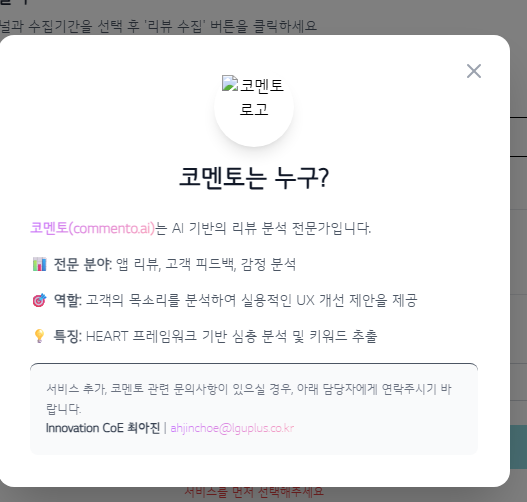 널과 수집기간을 선택 후 '리뷰 수집' 버튼을 클릭하세요
코멘토
로고
코멘토는 누구?
코멘토(commento.ai)는 AI 기반의 리뷰 분석 전문가입니다.
📊 전문 분야: 앱 리뷰, 고객 피드백, 감정 분석
🎯 역할: 고객의 목소리를 분석하여 실용적인 UX 개선 제안을 제공
💡 특징: HEART 프레임워크 기반 심층 분석 및 키워드 추출
서비스 추가, 코멘토 관련 문의사항이 있으실 경우, 아래 담당자에게 연락주시기 바
랍니다.
Innovation CoE 최아진 | ahjinchoe@lguplus.co.kr
서비스를 먼저 선택해주세요